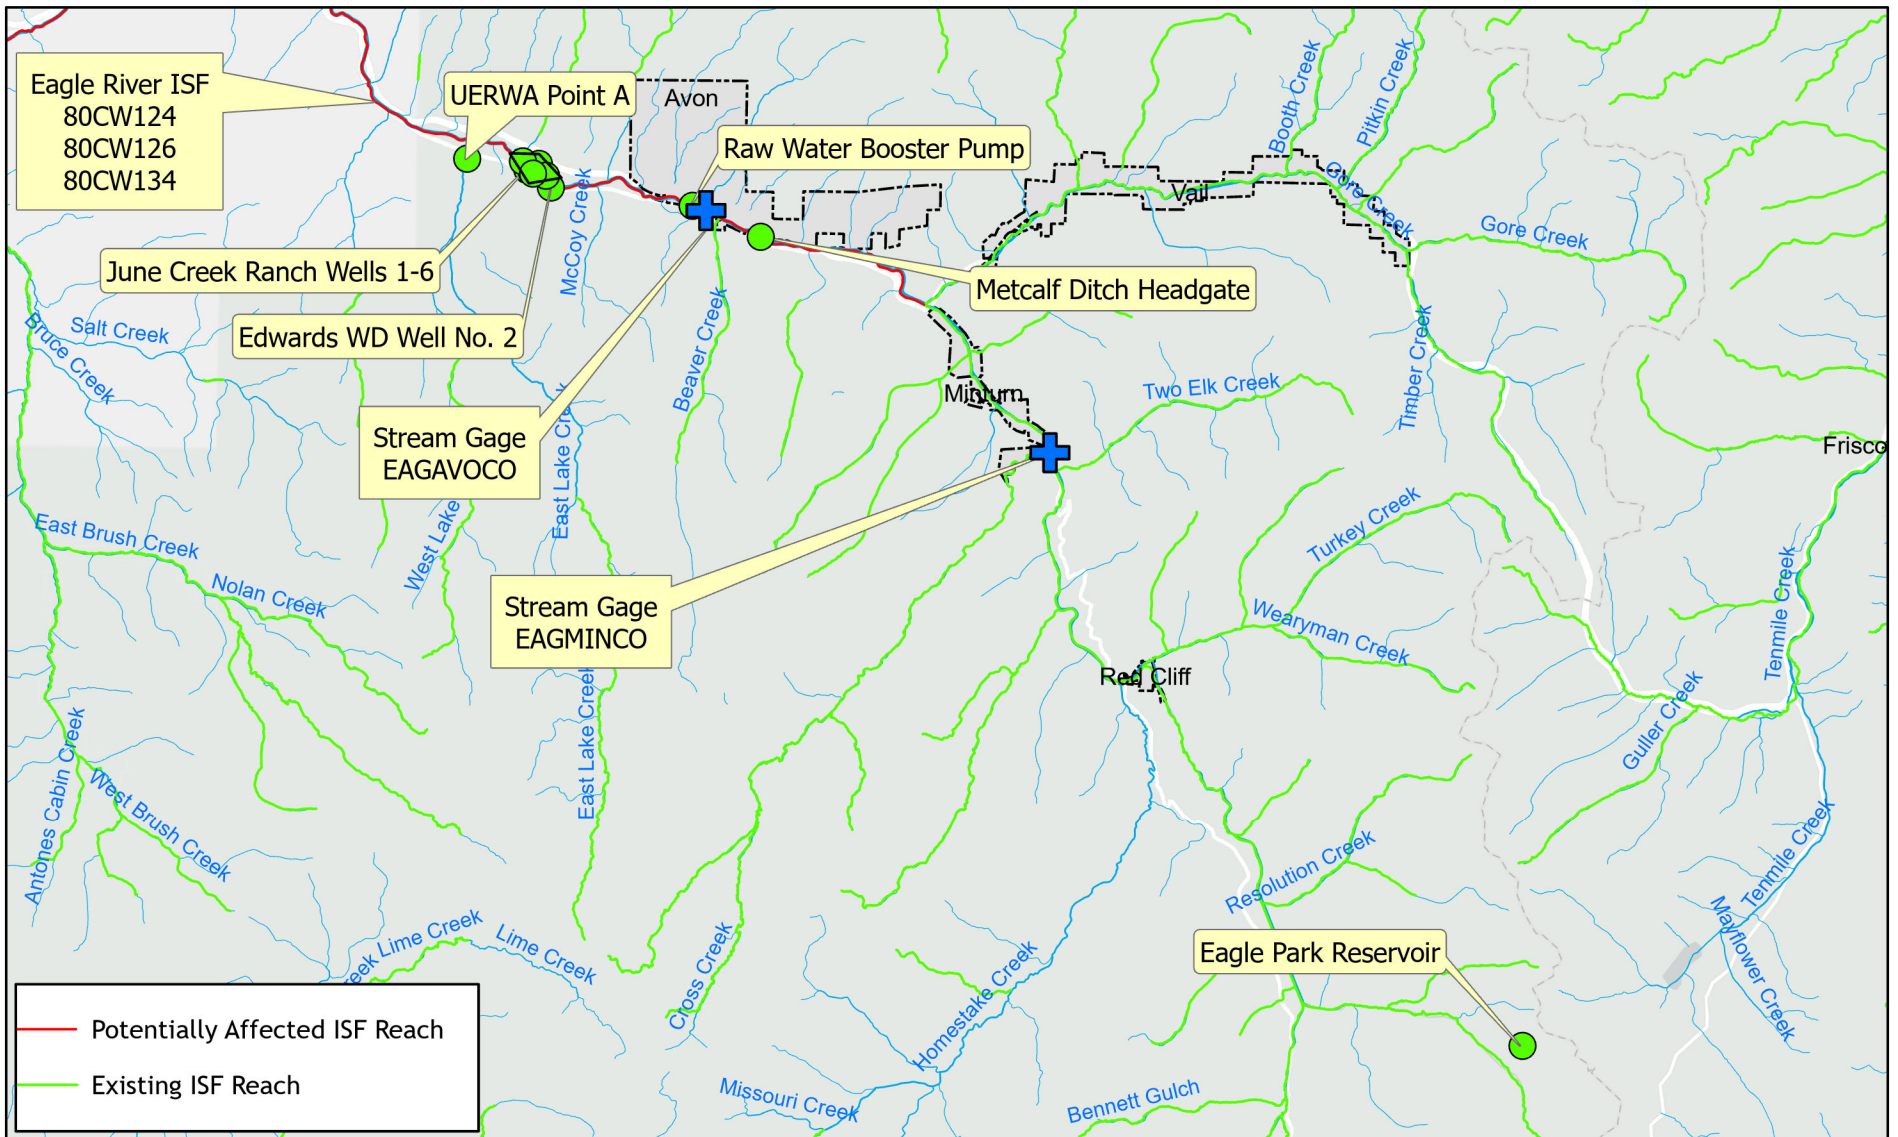 Eagle River ISF
80CW124
80CW126
80CW134
UERWA Point A
Avon
Raw Water Booster Pump
Booth Creek
Pitkin Creek
Vail
Gore Creek
Gore Creek
McCoy Creek
June Creek Ranch Wells 1-6
Metcalf Ditch Headgate
Edwards WD Well No. 2
Salt Creek
Bruce Creek
Beaver Creek
Timber Creek
Two Elk Creek
Minturn
Frisco
Stream Gage
EAGAVOCO
East Lake Creek
West Lake
East Brush Creek
Nolan Creek
Turkey Creek
Stream Gage
EAGMINCO
Wearyman Creek
Tenmile Creek
Red Cliff
East Lake Creek
Guller Creek
Antones Cabin Creek
West Brush Creek
Resolution Creek
Tenmile Creek
Mayflower Creek
Lime Creek
Lime Creek
reek
Cross Creek
Homestake Creek
Eagle Park Reservoir
Missouri Creek
Bennett Gulch
Potentially Affected ISF Reach
Existing ISF Reach